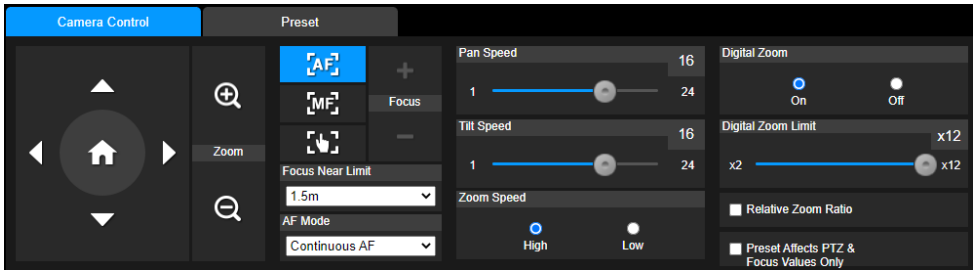 Camera Control
Preset
Zoom
AF
MF
Focus
Focus Near Limit
1.5m
AF Mode
Continuous AF
Pan Speed
16
1
24
Tilt Speed
16
1
24
Zoom Speed
High
Low
Digital Zoom
On
Off
Digital Zoom Limit
x12
x2
x12
Relative Zoom Ratio
Preset Affects PTZ &
Focus Values Only